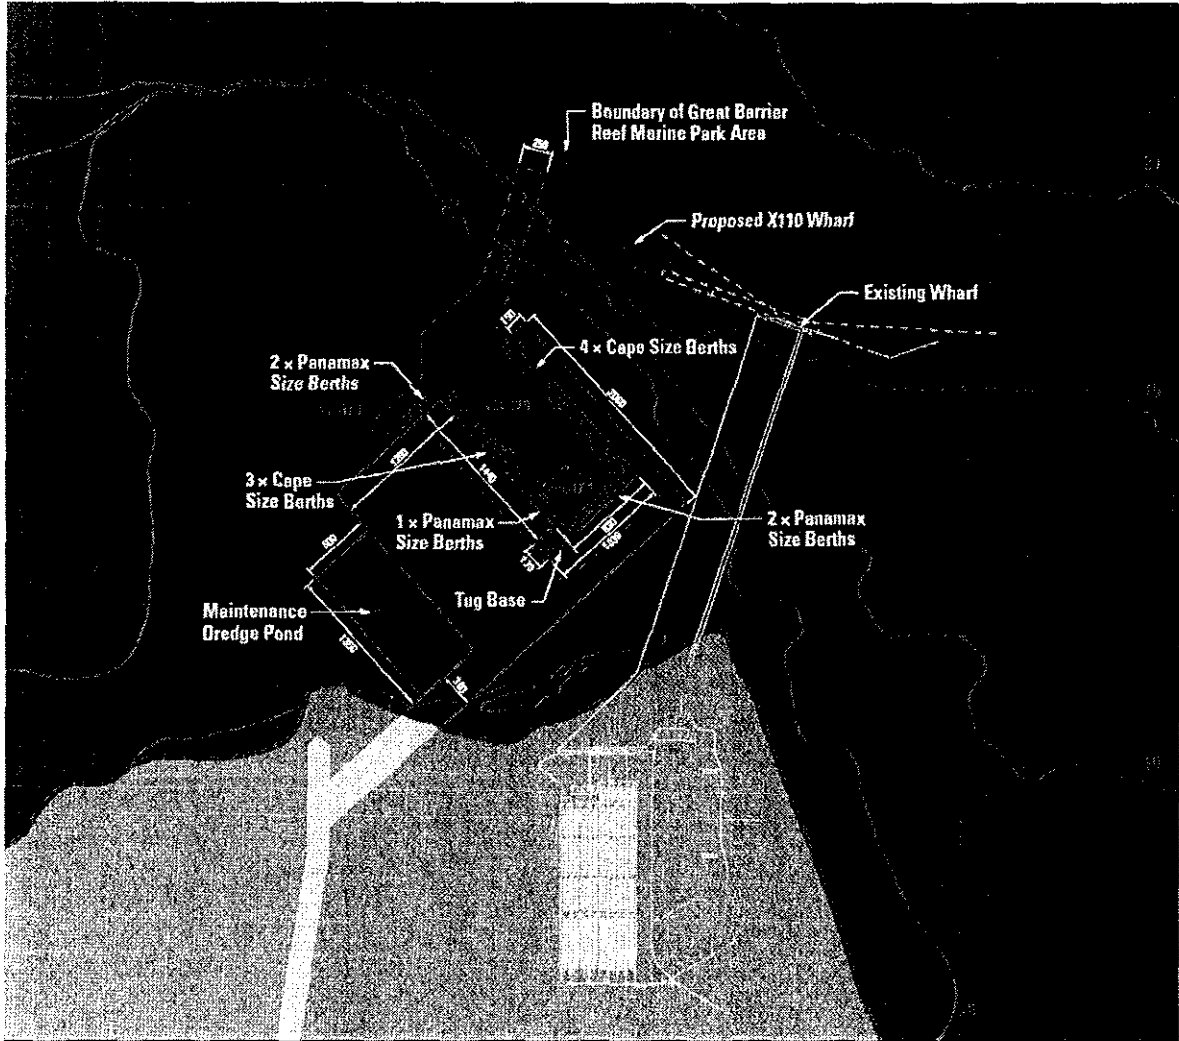 Boundary of Great Barrier
Reef Marine Park Area
250
Proposed X110 Wharf
Existing Wharf
4 x Cape Size Berths
2 x Panamax
Size Berths
3 x Cape
Size Berths
1440
1 x Panamax
Size Berths
2 x Panamax
Size Berths
Tug Base
Maintenance
Dredge Pond